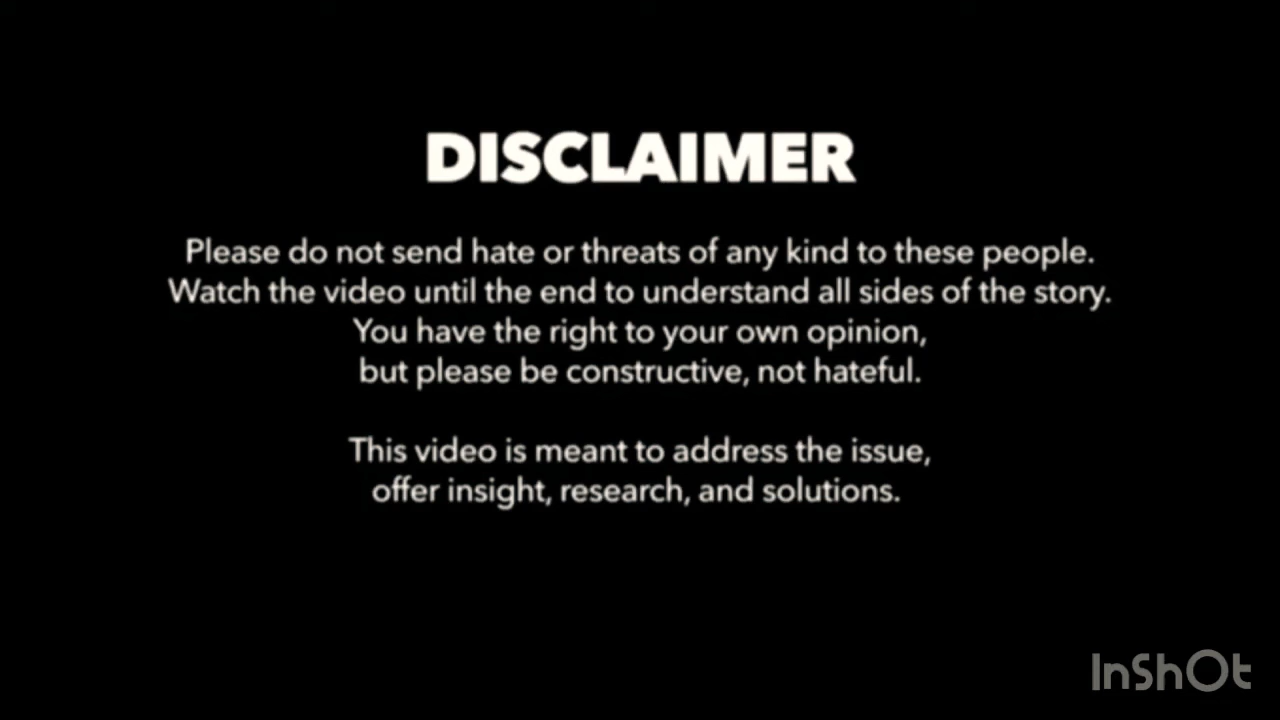 DISCLAIMER
Please do not send hate or threats of any kind to these people.
Watch the video until the end to understand all sides of the story.
You have the right to your own opinion,
but please be constructive, not hateful.
This video is meant to address the issue,
offer insight, research, and solutions.
InShOt